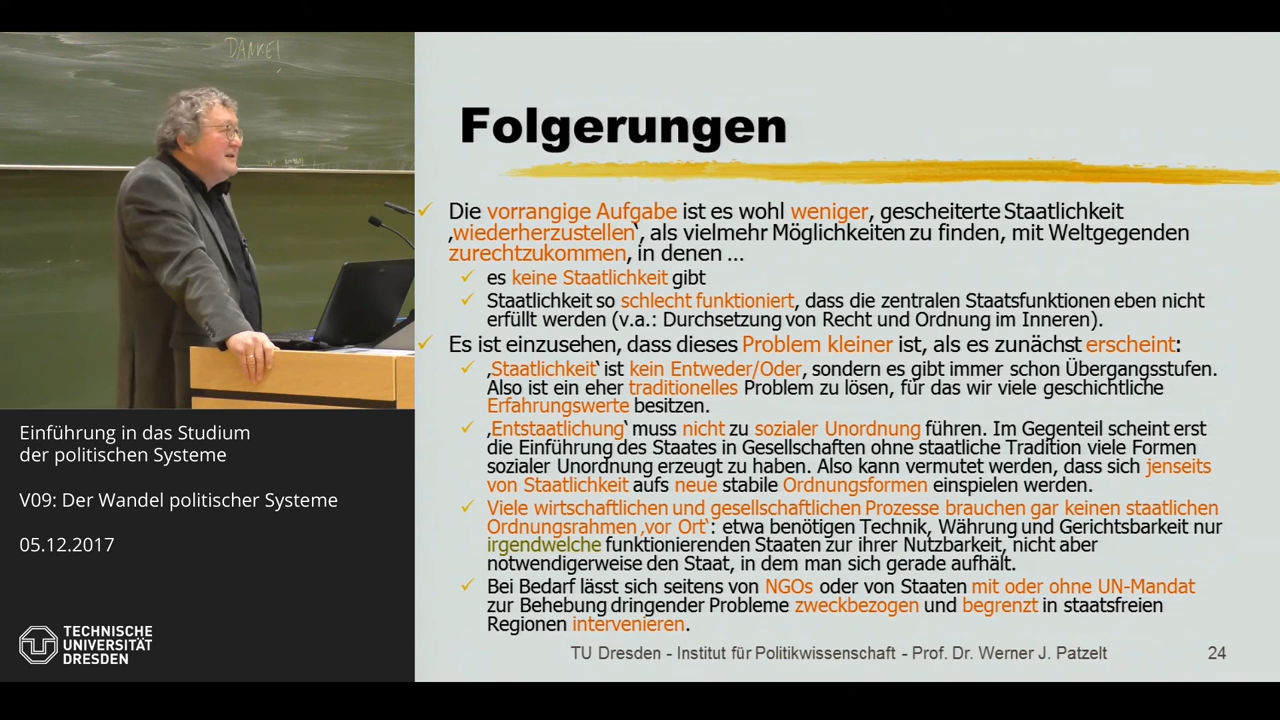 DANKE!
Folgerungen
Die vorrangige Aufgabe ist es wohl weniger, gescheiterte Staatlichkeit
‚wiederherzustellen‘, als vielmehr Möglichkeiten zu finden, mit Weltgegenden
zurechtzukommen, in denen ...
es keine Staatlichkeit gibt
Staatlichkeit so schlecht funktioniert, dass die zentralen Staatsfunktionen eben nicht
erfüllt werden (v.a.: Durchsetzung von Recht und Ordnung im Inneren).
Es ist einzusehen, dass dieses Problem kleiner ist, als es zunächst erscheint:
‚Staatlichkeit‘ ist kein Entweder/Oder, sondern es gibt immer schon Übergangsstufen.
Also ist ein eher traditionelles Problem zu lösen, für das wir viele geschichtliche
Erfahrungswerte besitzen.
‚Entstaatlichung‘ muss nicht zu sozialer Unordnung führen. Im Gegenteil scheint erst
die Einführung des Staates in Gesellschaften ohne staatliche Tradition viele Formen
sozialer Unordnung erzeugt zu haben. Also kann vermutet werden, dass sich jenseits
von Staatlichkeit aufs neue stabile Ordnungsformen einspielen werden.
Viele wirtschaftlichen und gesellschaftlichen Prozesse brauchen gar keinen staatlichen
Ordnungsrahmen ‚vor Ort‘: etwa benötigen Technik, Währung und Gerichtsbarkeit nur
irgendwelche funktionierenden Staaten zur ihrer Nutzbarkeit, nicht aber
notwendigerweise den Staat, in dem man sich gerade aufhält.
Bei Bedarf lässt sich seitens von NGOs oder von Staaten mit oder ohne UN-Mandat
zur Behebung dringender Probleme zweckbezogen und begrenzt in staatsfreien
Regionen intervenieren.
TU Dresden - Institut für Politikwissenschaft - Prof. Dr. Werner J. Patzelt 24
Einführung in das Studium
der politischen Systeme
V09: Der Wandel politischer Systeme
05.12.2017
TECHNISCHE
UNIVERSITÄT
DRESDEN